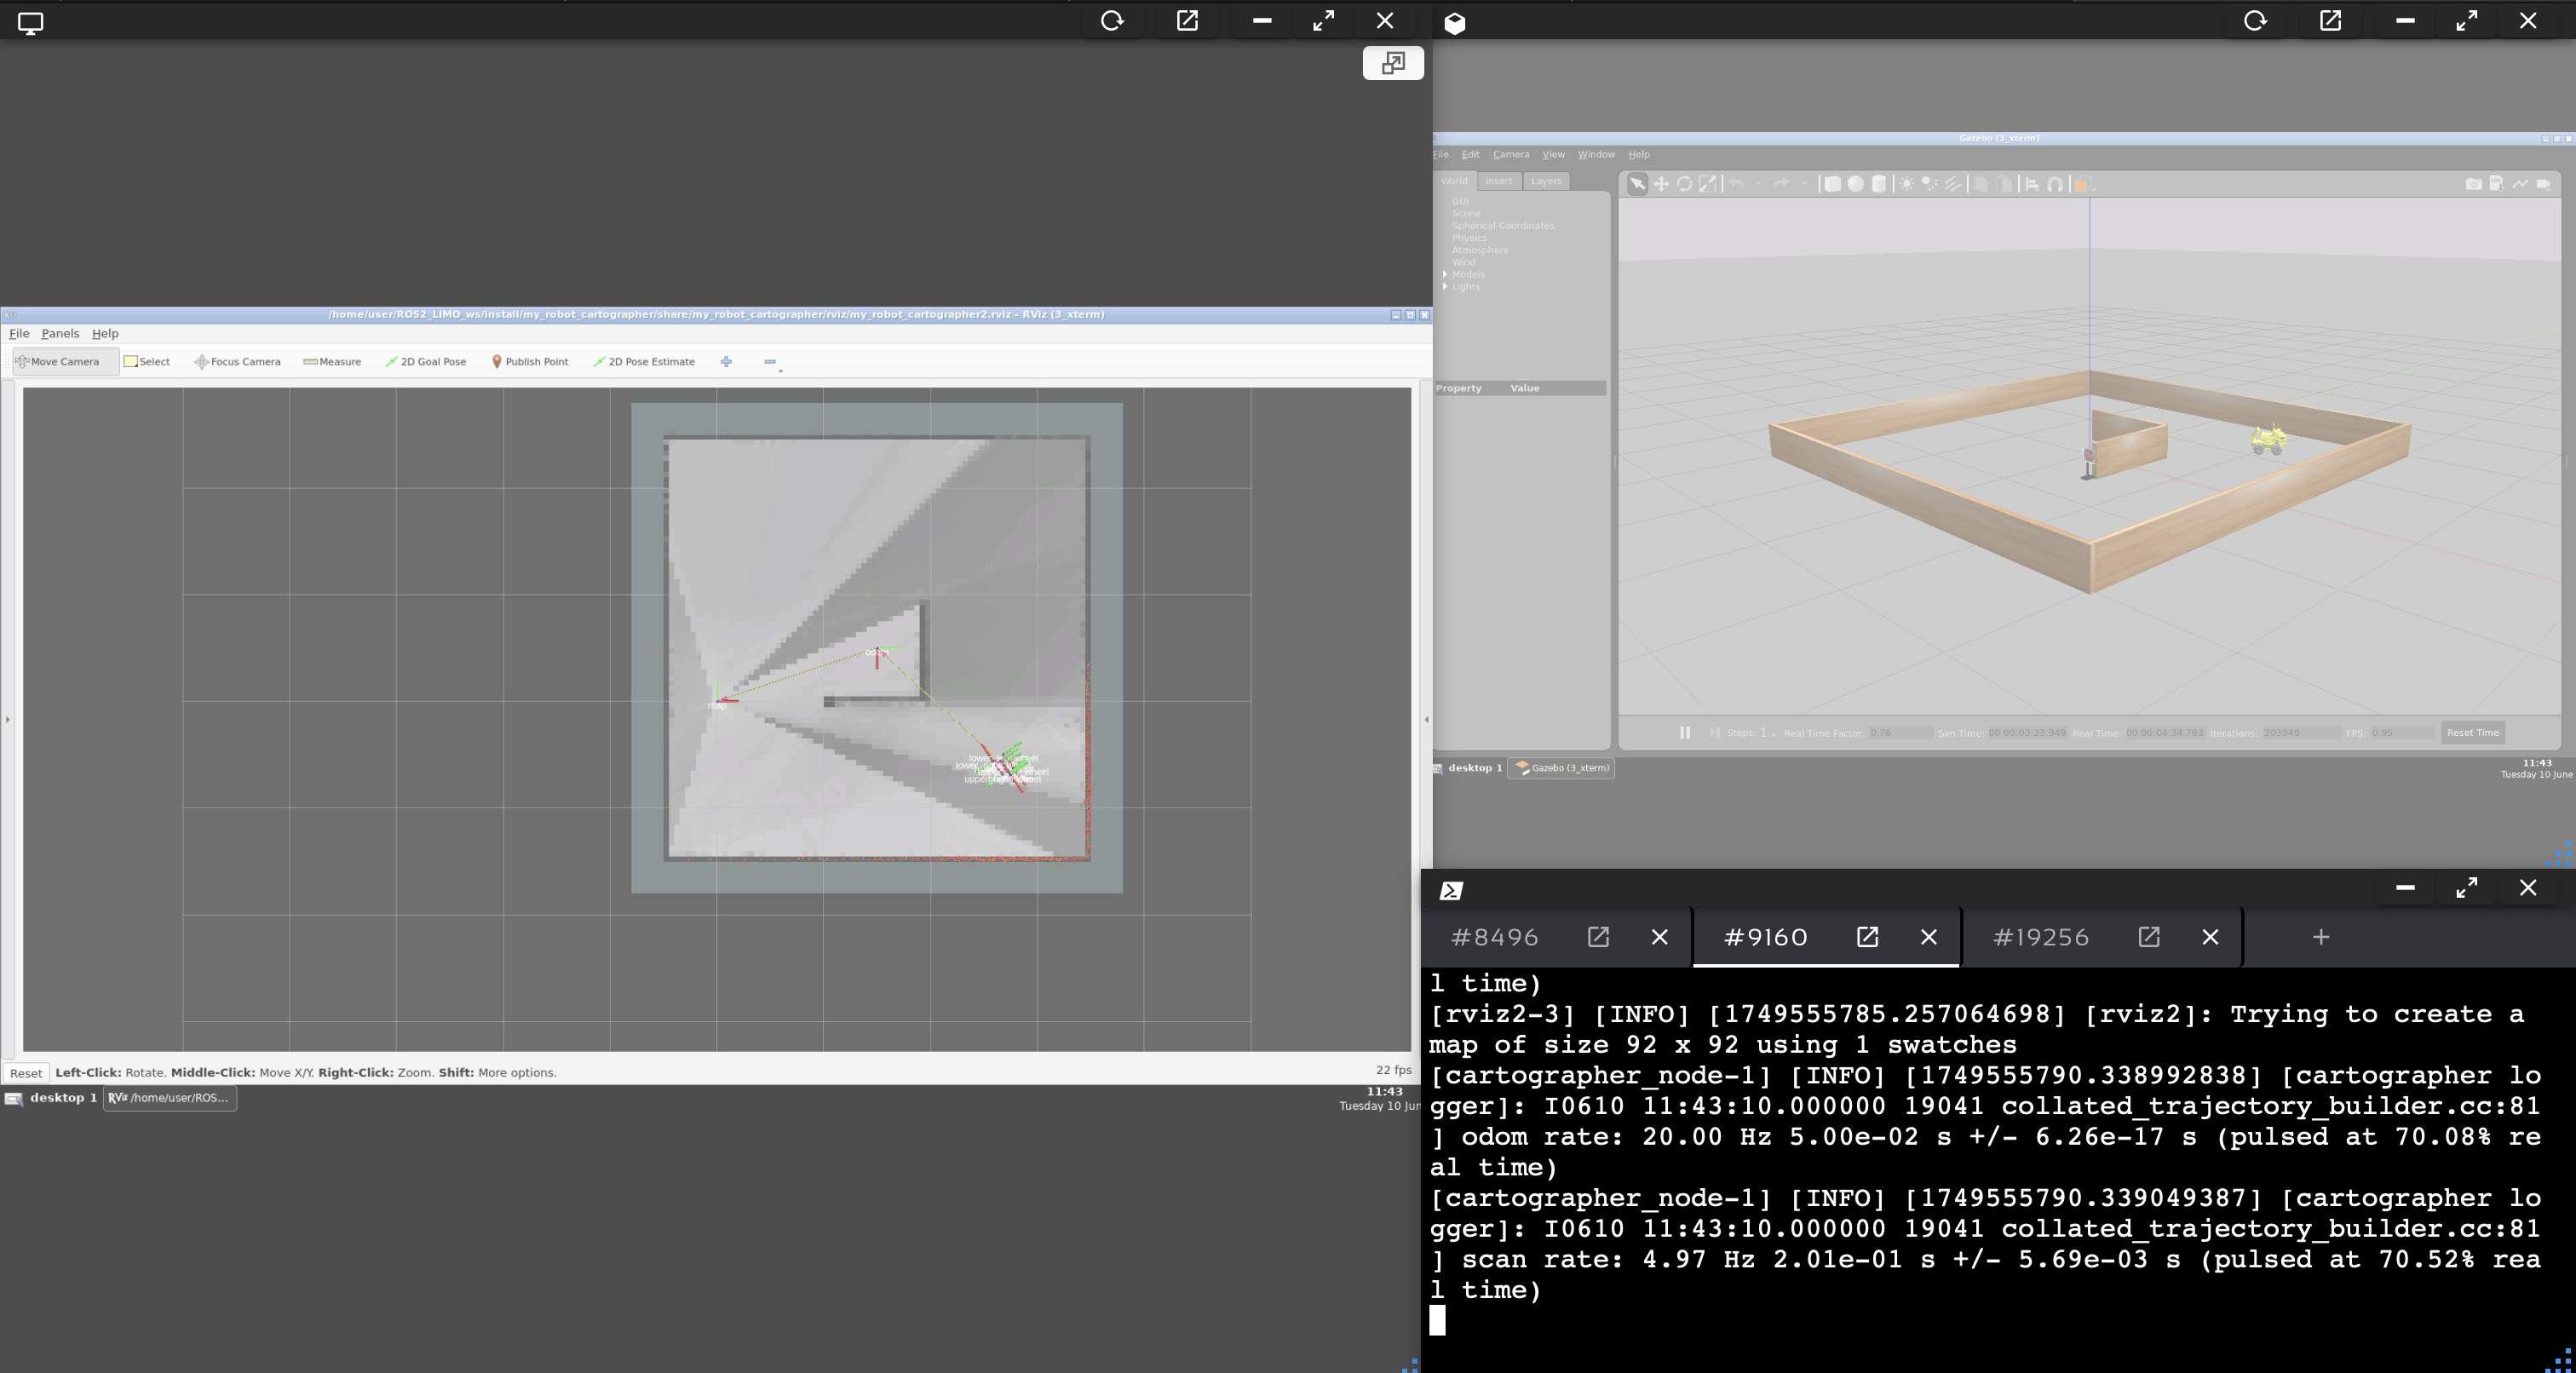 /home/user/ROS2_LIMO_ws/install/my_robot_cartographer/share/my_robot_cartographer/rviz/my_robot_cartographer2.rviz - RViz (3_xterm)
File Panels Help
Move Camera Select Focus Camera Measure 2D Goal Pose Publish Point 2D Pose Estimate
odom
map
Reset Left-Click: Rotate. Middle-Click: Move X/Y. Right-Click: Zoom. Shift: More options. 22 fps
desktop 1 RViz /home/user/ROS... 11:43
Tuesday 10 Jun
Gazebo (3_xterm)
File Edit Camera View Window Help
World Insert Layers
GUI
Scene
Spherical Coordinates
Physics
Atmosphere
Wind
Models
Lights
Property Value
Steps: 1 Real Time Factor: 0.76 Sim Time: 00 00:03:23.949 Real Time: 00 00:04:34.783 Iterations: 203949 FPS: 0.95 Reset Time
desktop 1 Gazebo (3_xterm) 11:43
Tuesday 10 June
#8496 #9160 #19256
l time)
[rviz2-3] [INFO] [1749555785.257064698] [rviz2]: Trying to create a
map of size 92 x 92 using 1 swatches
[cartographer_node-1] [INFO] [1749555790.338992838] [cartographer lo
gger]: I0610 11:43:10.000000 19041 collated_trajectory_builder.cc:81
] odom rate: 20.00 Hz 5.00e-02 s +/- 6.26e-17 s (pulsed at 70.08% re
al time)
[cartographer_node-1] [INFO] [1749555790.339049387] [cartographer lo
gger]: I0610 11:43:10.000000 19041 collated_trajectory_builder.cc:81
] scan rate: 4.97 Hz 2.01e-01 s +/- 5.69e-03 s (pulsed at 70.52% rea
l time)